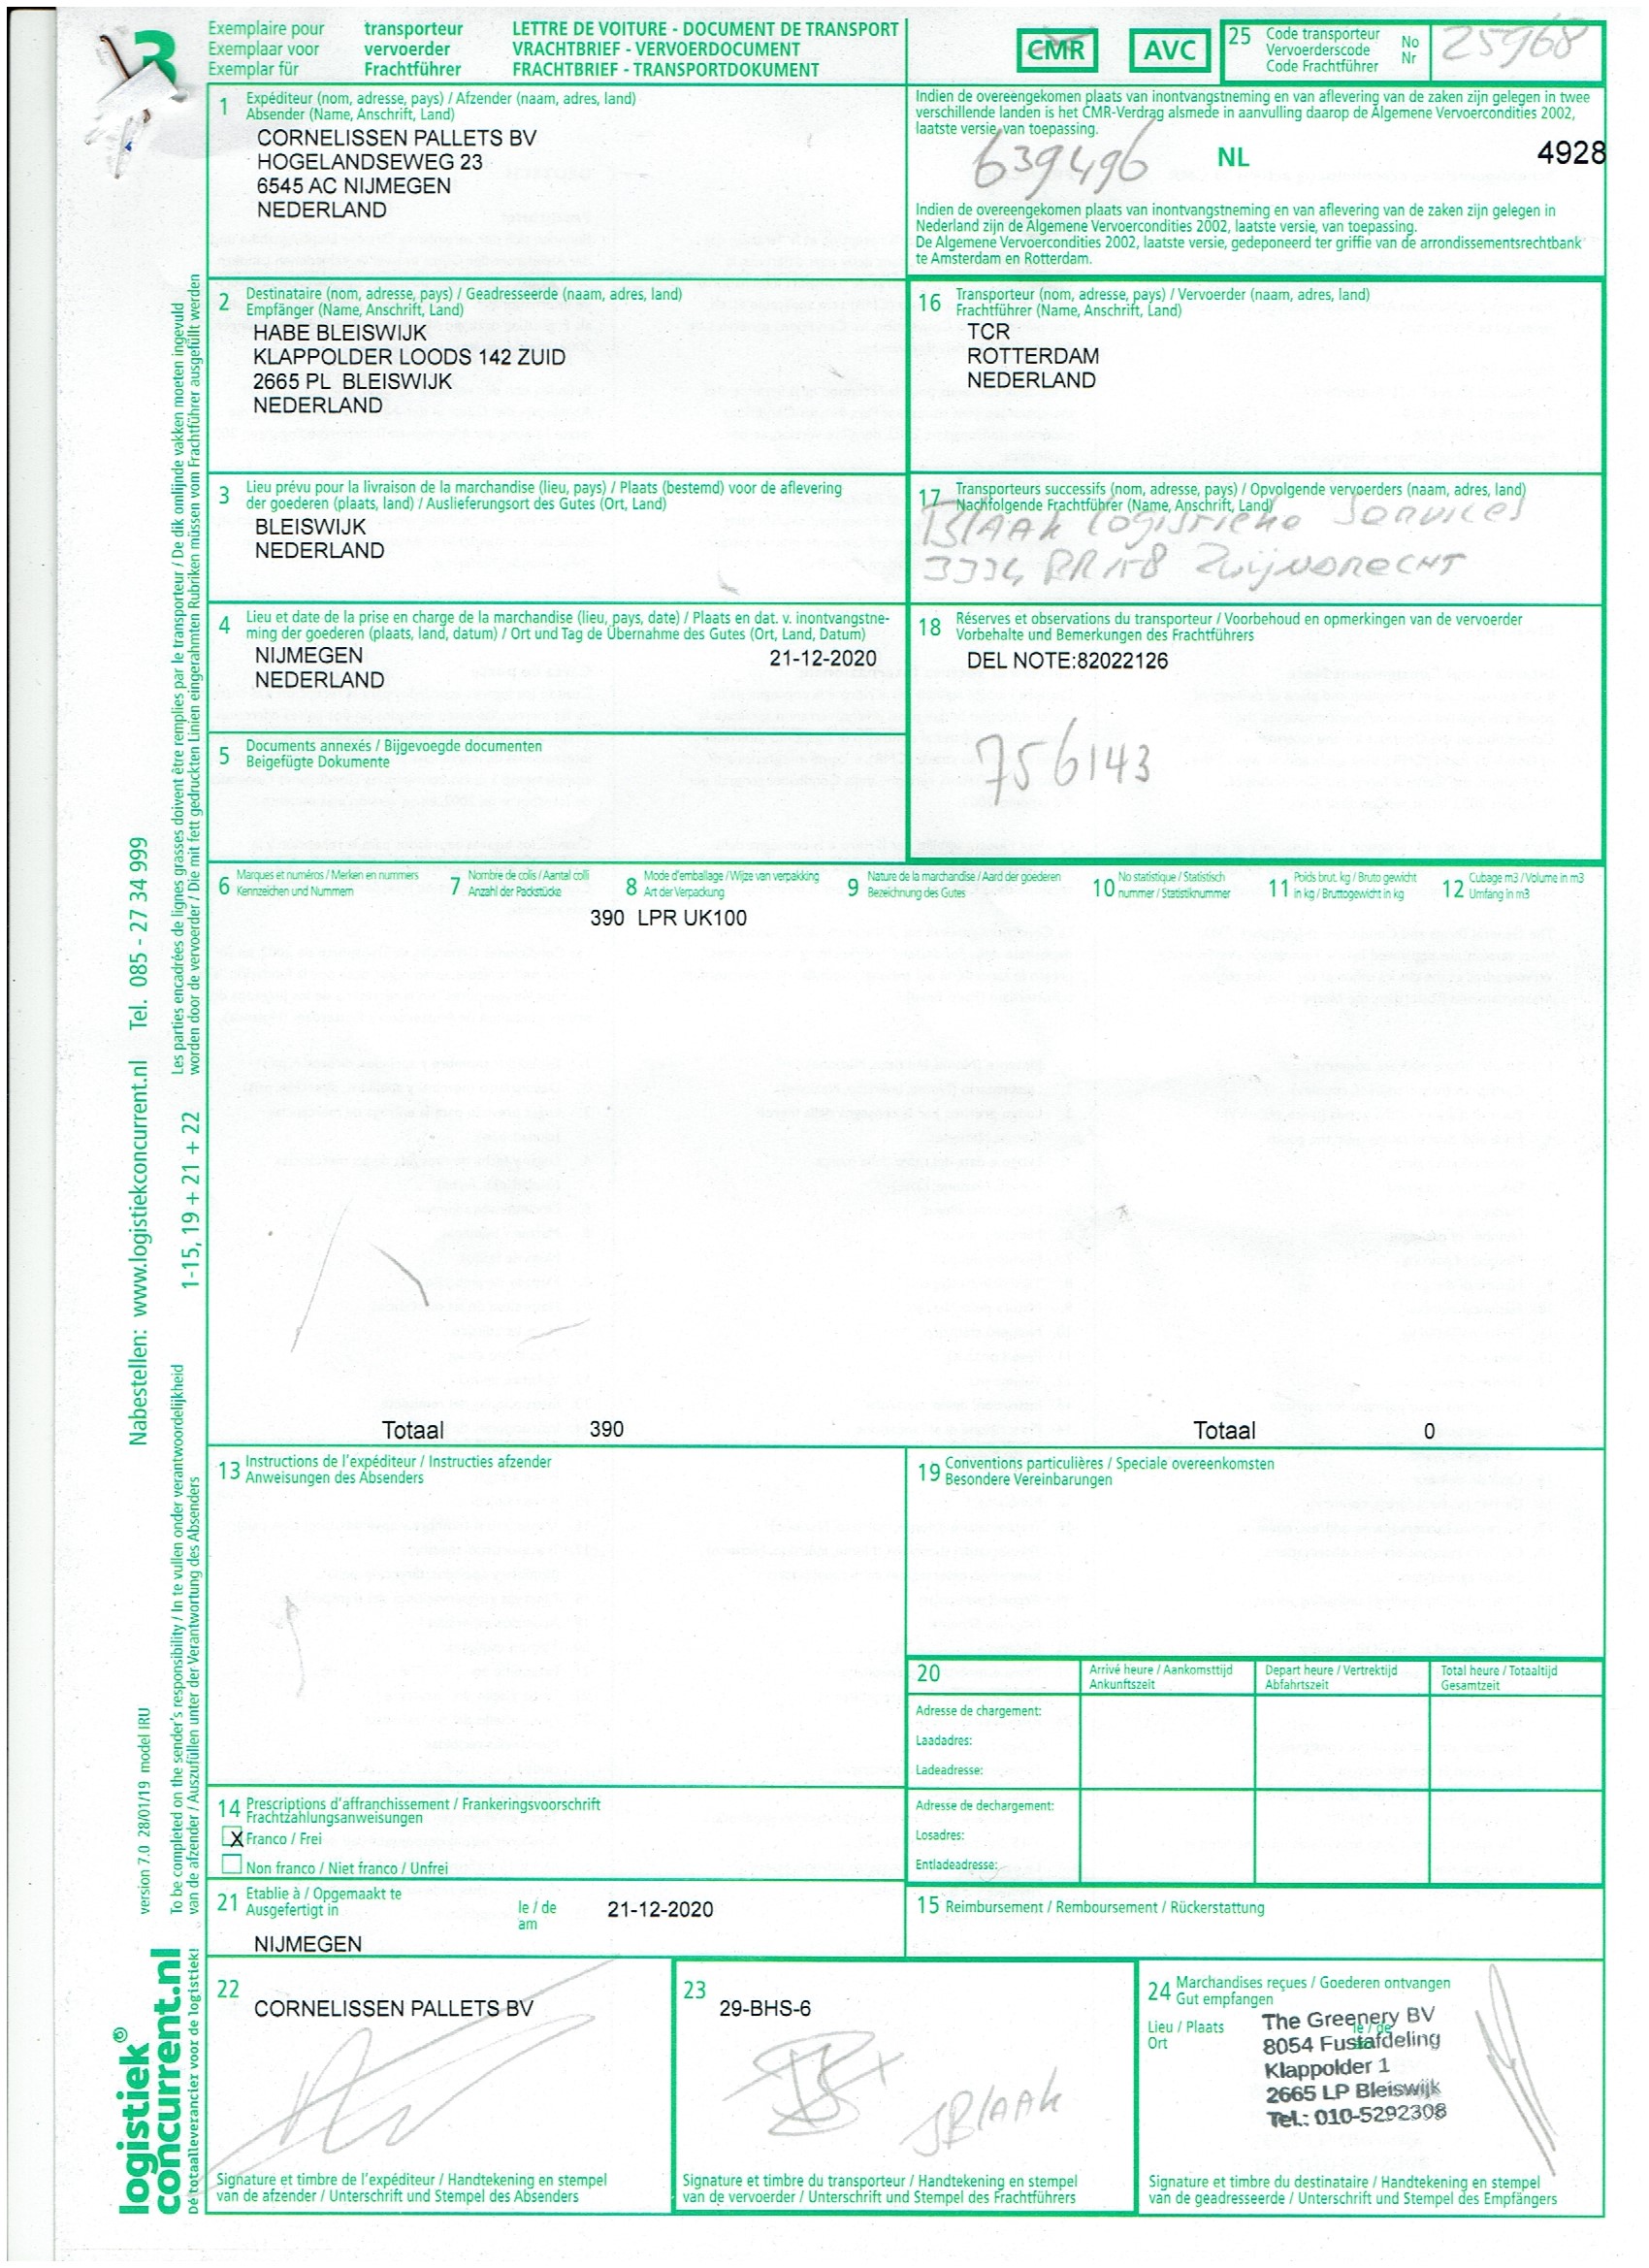 3
Exemplaire pour
Exemplaar voor
Exemplar für
transporteur
vervoerder
Frachtführer
LETTRE DE VOITURE - DOCUMENT DE TRANSPORT
VRACHTBRIEF - VERVOERDOCUMENT
FRACHTBRIEF - TRANSPORTDOKUMENT
CMR
AVC
25 Code transporteur
Vervoerderscode
Code Frachtführer
No
Nr
25968
1 Expéditeur (nom, adresse, pays) / Afzender (naam, adres, land)
Absender (Name, Anschrift, Land)
CORNELISSEN PALLETS BV
HOGELANDSEWEG 23
6545 AC NIJMEGEN
NEDERLAND
Indien de overeengekomen plaats van inontvangstneming en van aflevering van de zaken zijn gelegen in twee
verschillende landen is het CMR-Verdrag alsmede in aanvulling daarop de Algemene Vervoercondities 2002,
laatste versie, van toepassing.
639496
NL
4928
Indien de overeengekomen plaats van inontvangstneming en van aflevering van de zaken zijn gelegen in
Nederland zijn de Algemene Vervoercondities 2002, laatste versie, van toepassing.
De Algemene Vervoercondities 2002, laatste versie, gedeponeerd ter griffie van de arrondissementsrechtbank
te Amsterdam en Rotterdam.
2 Destinataire (nom, adresse, pays) / Geadresseerde (naam, adres, land)
Empfänger (Name, Anschrift, Land)
HABE BLEISWIJK
KLAPPOLDER LOODS 142 ZUID
2665 PL BLEISWIJK
NEDERLAND
16 Transporteur (nom, adresse, pays) / Vervoerder (naam, adres, land)
Frachtführer (Name, Anschrift, Land)
TCR
ROTTERDAM
NEDERLAND
3 Lieu prévu pour la livraison de la marchandise (lieu, pays) / Plaats (bestemd) voor de aflevering
der goederen (plaats, land) / Auslieferungsort des Gutes (Ort, Land)
BLEISWIJK
NEDERLAND
17 Transporteurs successifs (nom, adresse, pays) / Opvolgende vervoerders (naam, adres, land)
Nachfolgende Frachtführer (Name, Anschrift, Land)
BLAAK Logistieke Services
3334 Zwijndrecht
4 Lieu et date de la prise en charge de la marchandise (lieu, pays, date) / Plaats en dat. v. inontvangstne-
ming der goederen (plaats, land, datum) / Ort und Tag de Übernahme des Gutes (Ort, Land, Datum)
NIJMEGEN 21-12-2020
NEDERLAND
18 Réserves et observations du transporteur / Voorbehoud en opmerkingen van de vervoerder
Vorbehalte und Bemerkungen des Frachtführers
DEL NOTE:82022126
756143
5 Documents annexés / Bijgevoegde documenten
Beigefügte Dokumente
6 Marques et numéros / Merken en nummers
Kennzeichen und Nummern
7 Nombre de colis / Aantal colli
Anzahl der Packstücke
8 Mode d'emballage / Wijze van verpakking
Art der Verpackung
9 Nature de la marchandise / Aard der goederen
Bezeichnung des Gutes
10 No statistique / Statistisch
nummer / Statistiknummer
11 Poids brut. kg / Bruto gewicht
in kg / Bruttogewicht in kg
12 Cubage m3 / Volume in m3
Umfang in m3
390 LPR UK100
Totaal 390 Totaal 0
13 Instructions de l'expéditeur / Instructies afzender
Anweisungen des Absenders
19 Conventions particulières / Speciale overeenkomsten
Besondere Vereinbarungen
20
Arrivé heure / Aankomsttijd
Ankunftszeit
Depart heure / Vertrektijd
Abfahrtszeit
Total heure / Totaaltijd
Gesamtzeit
Adresse de chargement:
Laadadres:
Ladeadresse:
Adresse de dechargement:
Losadres:
Entladeadresse:
14 Prescriptions d'affranchissement / Frankeringsvoorschrift
Frachtzahlungsanweisungen
X Franco / Frei
Non franco / Niet franco / Unfrei
21 Etablie à / Opgemaakt te
Ausgefertigt in
le / de
am
21-12-2020
NIJMEGEN
15 Reimbursement / Remboursement / Rückerstattung
22
CORNELISSEN PALLETS BV
Signature et timbre de l'expéditeur / Handtekening en stempel
van de afzender / Unterschrift und Stempel des Absenders
23
29-BHS-6
JBLAAK
Signature et timbre du transporteur / Handtekening en stempel
van de vervoerder / Unterschrift und Stempel des Frachtführers
24 Marchandises reçues / Goederen ontvangen
Gut empfangen
Lieu / Plaats
Ort
le / de
The Greenery BV
8054 Fustafdeling
Klappolder 1
2665 LP Bleiswijk
Tel.: 010-5292308
Signature et timbre du destinataire / Handtekening en stempel
van de geadresseerde / Unterschrift und Stempel des Empfängers
Les parties encadrées de lignes grasses doivent être remplies par le transporteur / De dik omlijnde vakken moeten ingevuld
worden door de vervoerder / Die mit fett gedruckten Linien eingerahmten Rubriken müssen vom Frachtführer ausgefüllt werden
Nabestellen: www.logistiekconcurrent.nl Tel. 085 - 27 34 999
1-15, 19 + 21 + 22
To be completed on the sender's responsibility / In te vullen onder verantwoordelijkheid
van de afzender / Auszufüllen unter der Verantwortung des Absenders
version 7.0 28/01/19 model IRU
logistiek®
concurrent.nl
Dé totaalleverancier voor de logistiek!